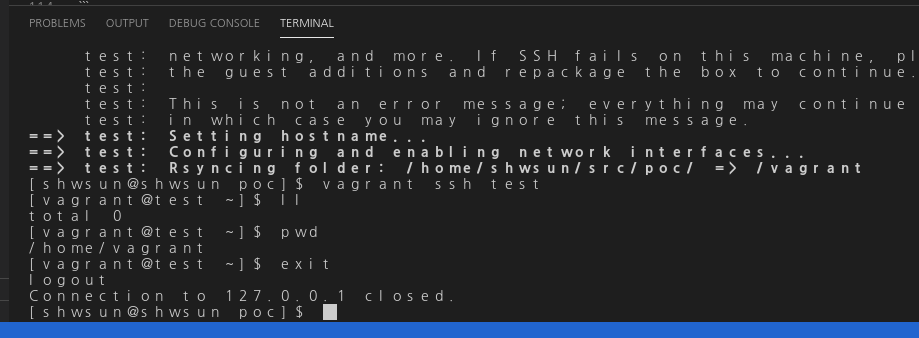 PROBLEMS OUTPUT DEBUG CONSOLE TERMINAL
test: networking, and more. If SSH fails on this machine, pl
test: the guest additions and repackage the box to continue.
test:
test: This is not an error message; everything may continue
test: in which case you may ignore this message.
==> test: Setting hostname...
==> test: Configuring and enabling network interfaces...
==> test: Rsyncing folder: /home/shwsun/src/poc/ => /vagrant
[shwsun@shwsun poc]$ vagrant ssh test
[vagrant@test ~]$ ll
total 0
[vagrant@test ~]$ pwd
/home/vagrant
[vagrant@test ~]$ exit
logout
Connection to 127.0.0.1 closed.
[shwsun@shwsun poc]$